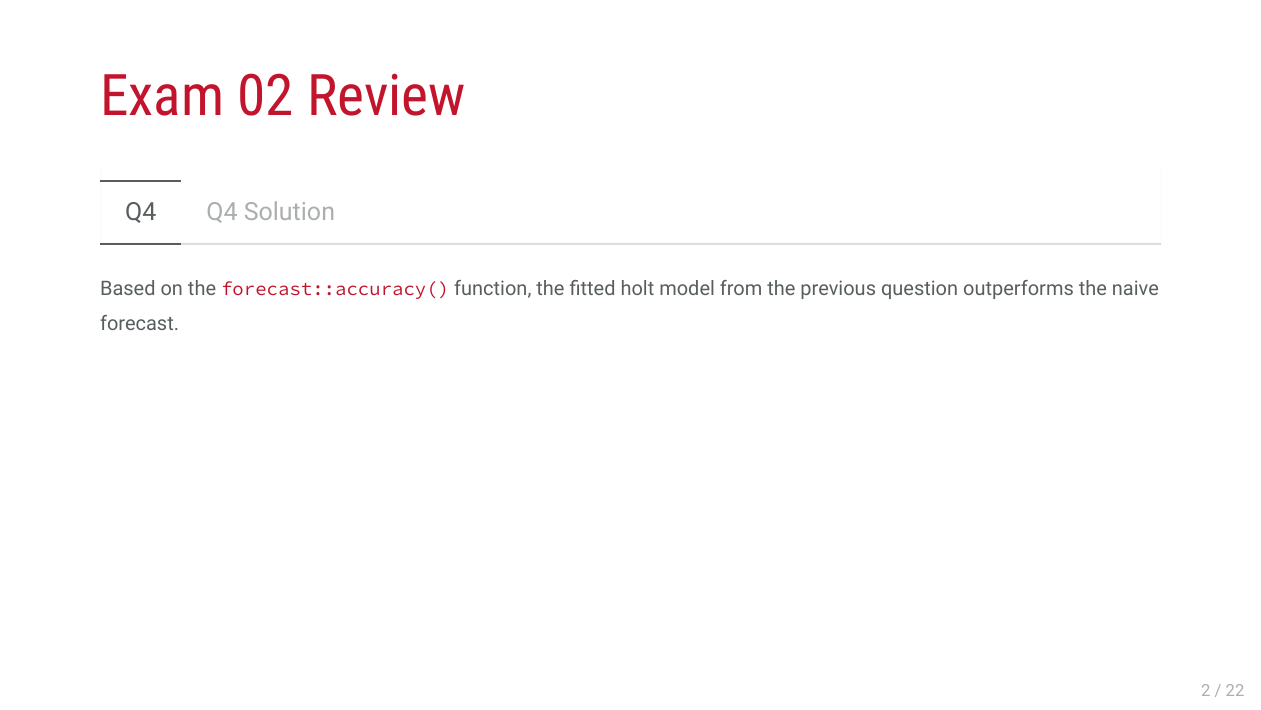 Exam 02 Review
Q4 Q4 Solution
Based on the forecast::accuracy() function, the fitted holt model from the previous question outperforms the naive
forecast.
2 / 22